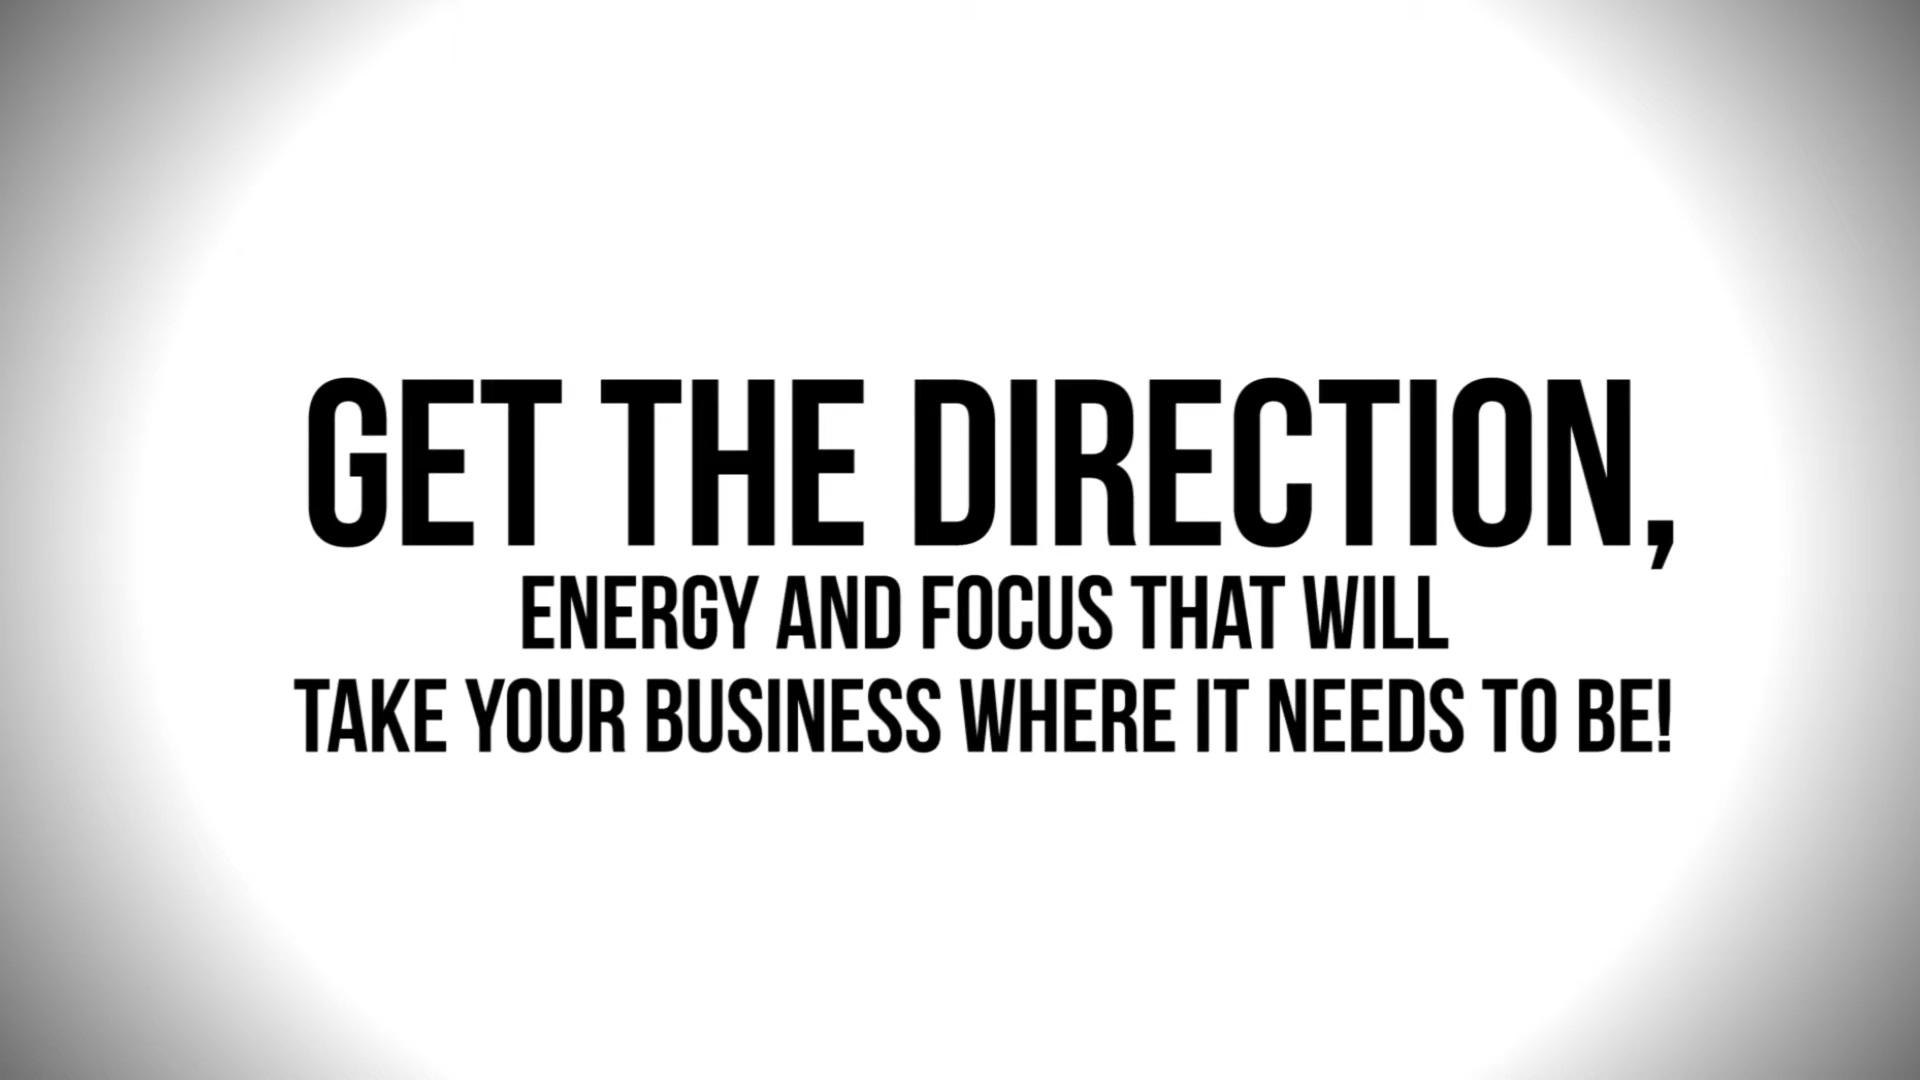 GET THE DIRECTION,
ENERGY AND FOCUS THAT WILL
TAKE YOUR BUSINESS WHERE IT NEEDS TO BE!